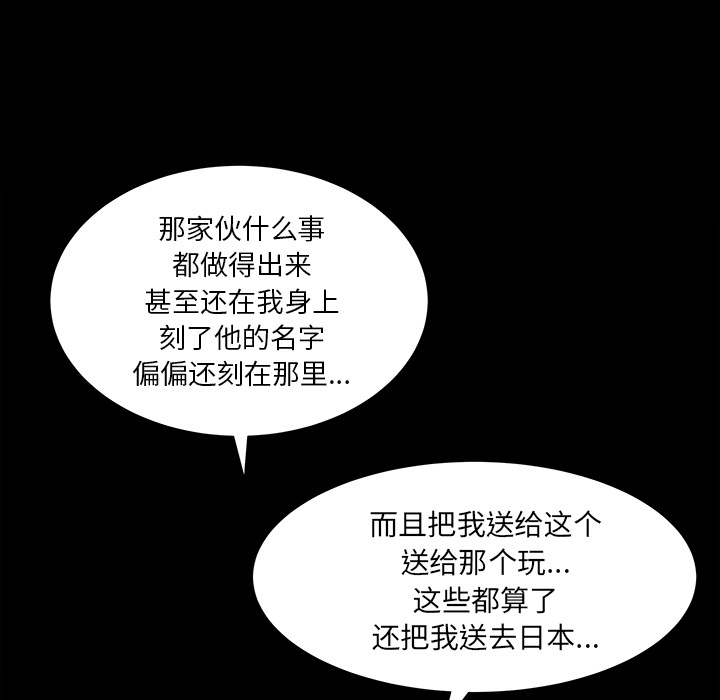 那家伙什么事
都做得出来
甚至还在我身上
刻了他的名字
偏偏还刻在那里...
而且把我送给这个
送给那个玩...
这些都算了
还把我送去日本...